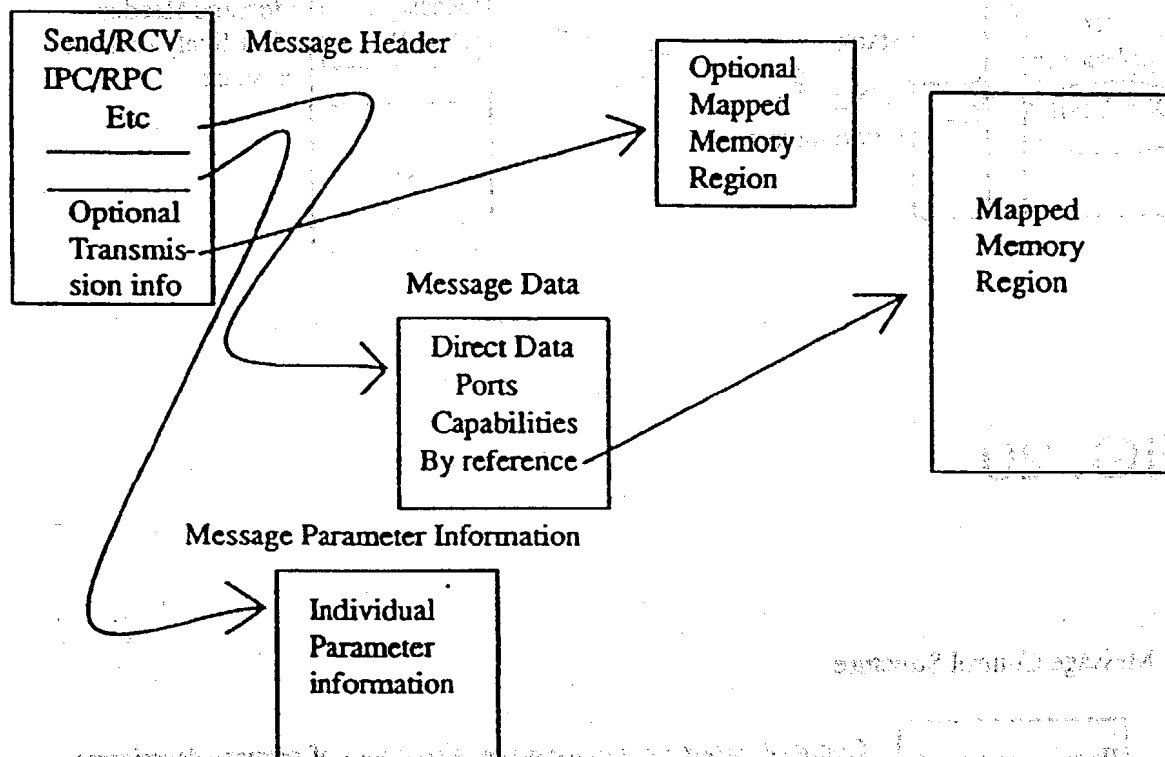 Send/RCV
IPC/RPC
Etc
Message Header
Optional
Transmis-
sion info
Optional
Mapped
Memory
Region
Mapped
Memory
Region
Message Data
Direct Data
Ports
Capabilities
By reference
Message Parameter Information
Individual
Parameter
information